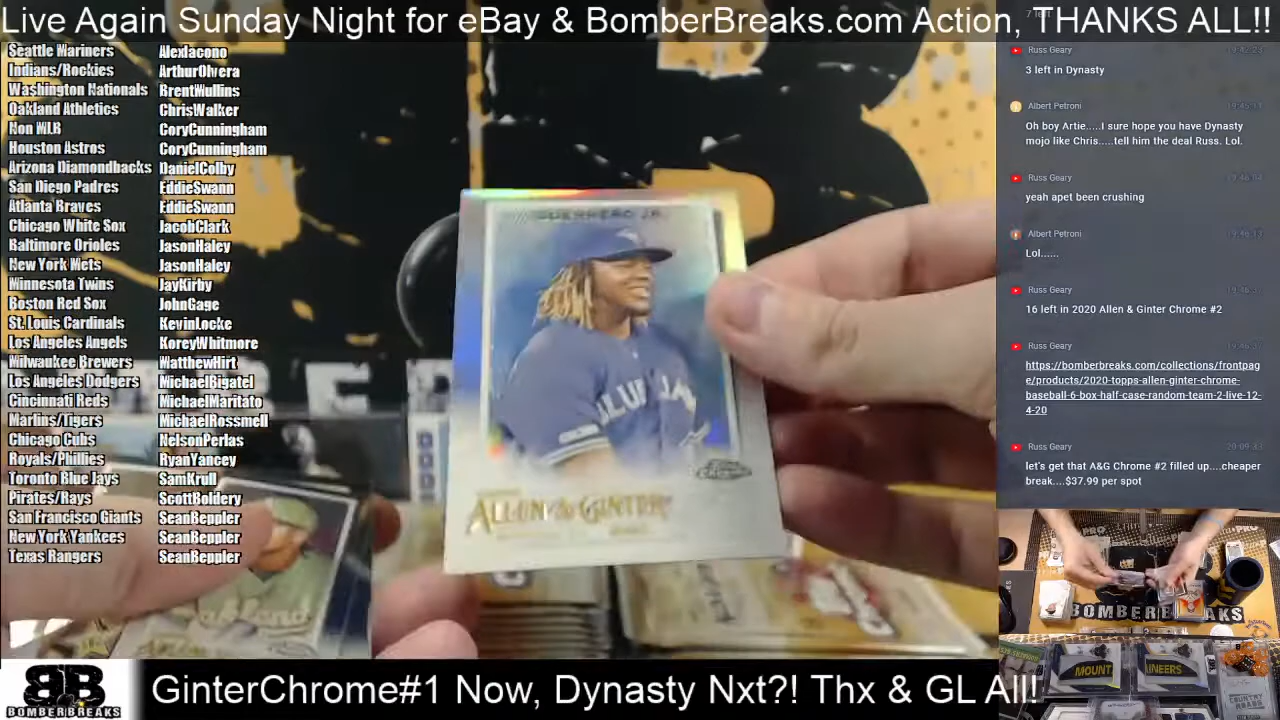 Live Again Sunday Night for eBay & BomberBreaks.com Action, THANKS ALL!!
Seattle Mariners AlexIacono
Indians/Rockies ArthurOlvera
Washington Nationals BrentWullins
Oakland Athletics ChrisWalker
Non MLB CoryCunningham
Houston Astros CoryCunningham
Arizona Diamondbacks DanielColby
San Diego Padres EddieSwann
Atlanta Braves EddieSwann
Chicago White Sox JacobClark
Baltimore Orioles JasonHaley
New York Mets JasonHaley
Minnesota Twins JayKirby
Boston Red Sox JohnGage
St. Louis Cardinals KevinLocke
Los Angeles Angels KoreyWhitmore
Milwaukee Brewers MatthewHirt
Los Angeles Dodgers MichaelBigatel
Cincinnati Reds MichaelMaritato
Marlins/Tigers MichaelRossmell
Chicago Cubs NelsonPerlas
Royals/Phillies RyanYancey
Toronto Blue Jays SamKrull
Pirates/Rays ScottBoldery
San Francisco Giants SeanBeppler
New York Yankees SeanBeppler
Texas Rangers SeanBeppler
GUERRERO JR.
BLUE JA
Chrome
ALLEN & GINTER
Russ Geary
3 left in Dynasty
Albert Petroni
Oh boy Artie.....I sure hope you have Dynasty
mojo like Chris.....tell him the deal Russ. Lol.
Russ Geary
yeah apet been crushing
Albert Petroni
Lol......
Russ Geary
16 left in 2020 Allen & Ginter Chrome #2
Russ Geary
https://bomberbreaks.com/collections/frontpag
e/products/2020-topps-allen-ginter-chrome-
baseball-6-box-half-case-random-team-2-live-12-
4-20
Russ Geary
let's get that A&G Chrome #2 filled up....cheaper
break....$37.99 per spot
BOMBERBREAKS
MOUNT
AINEERS
BB
BOMBERBREAKS
GinterChrome#1 Now, Dynasty Nxt?! Thx & GL All!